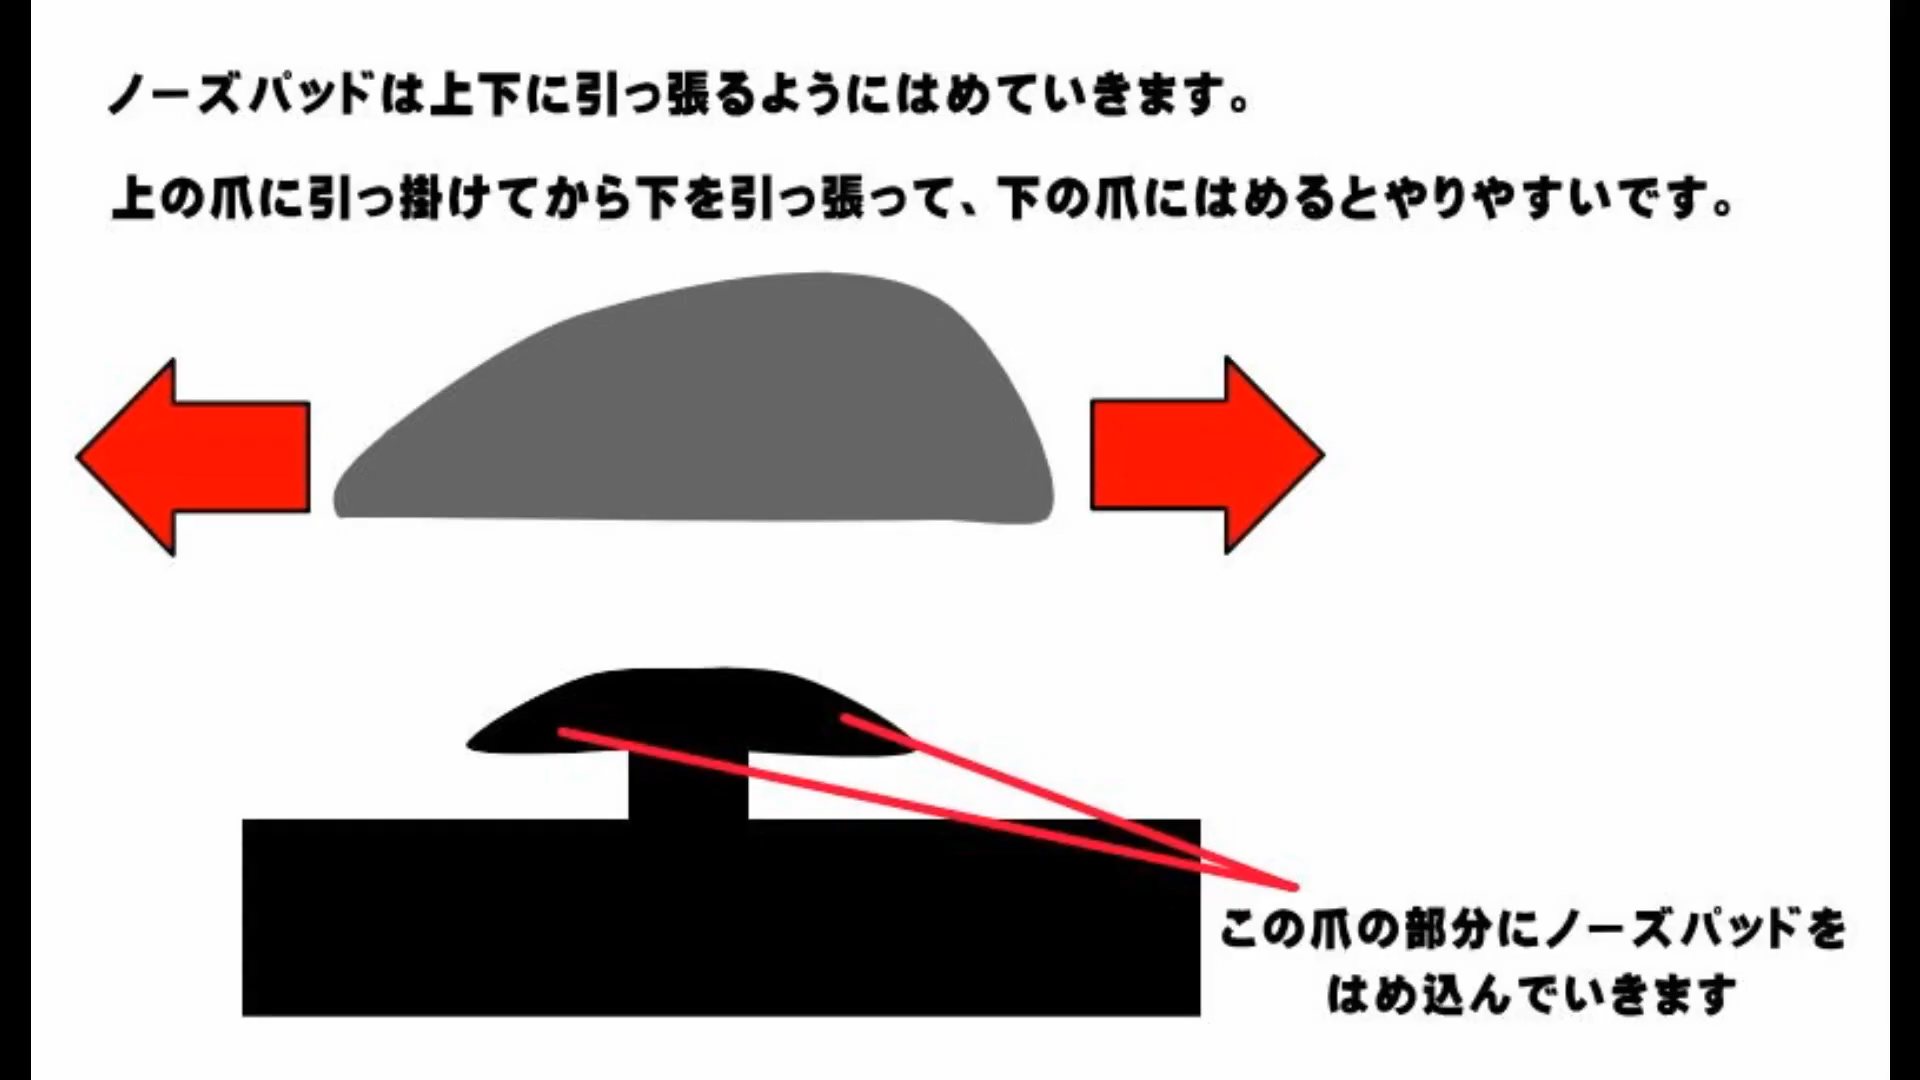 ノーズパッドは上下に引っ張るようにはめていきます。
上の爪に引っ掛けてから下を引っ張って、下の爪にはめるとやりやすいです。
この爪の部分にノーズパッドを
はめ込んでいきます